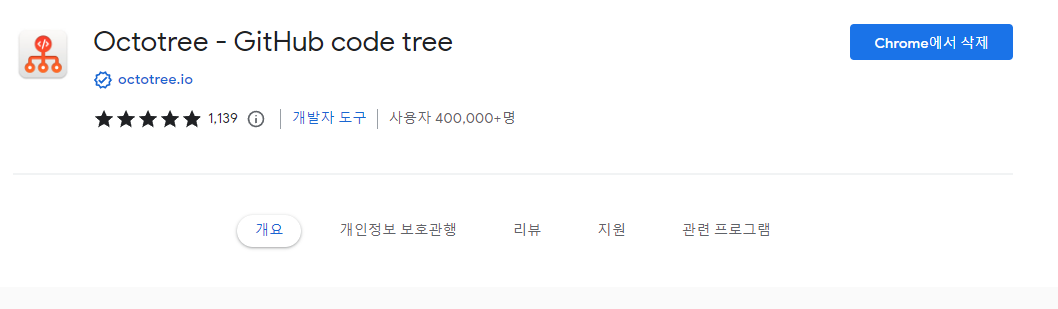 Octotree - GitHub code tree
Chrome에서 삭제
octotree.io
1,139 개발자 도구 사용자 400,000+명
개요 개인정보 보호관행 리뷰 지원 관련 프로그램